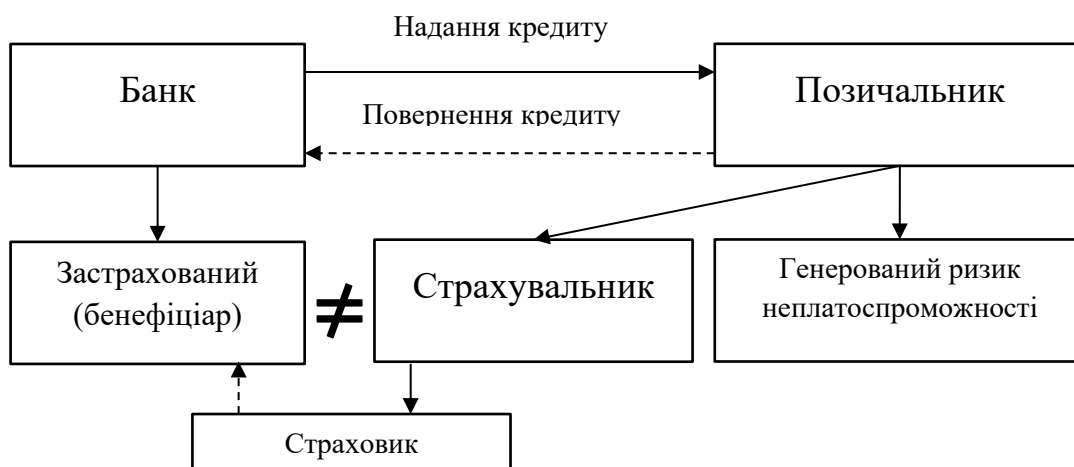 Надання кредиту
Банк
Позичальник
Повернення кредиту
Застрахований
(бенефіціар)
≠
Страхувальник
Генерований ризик
неплатоспроможності
Страховик